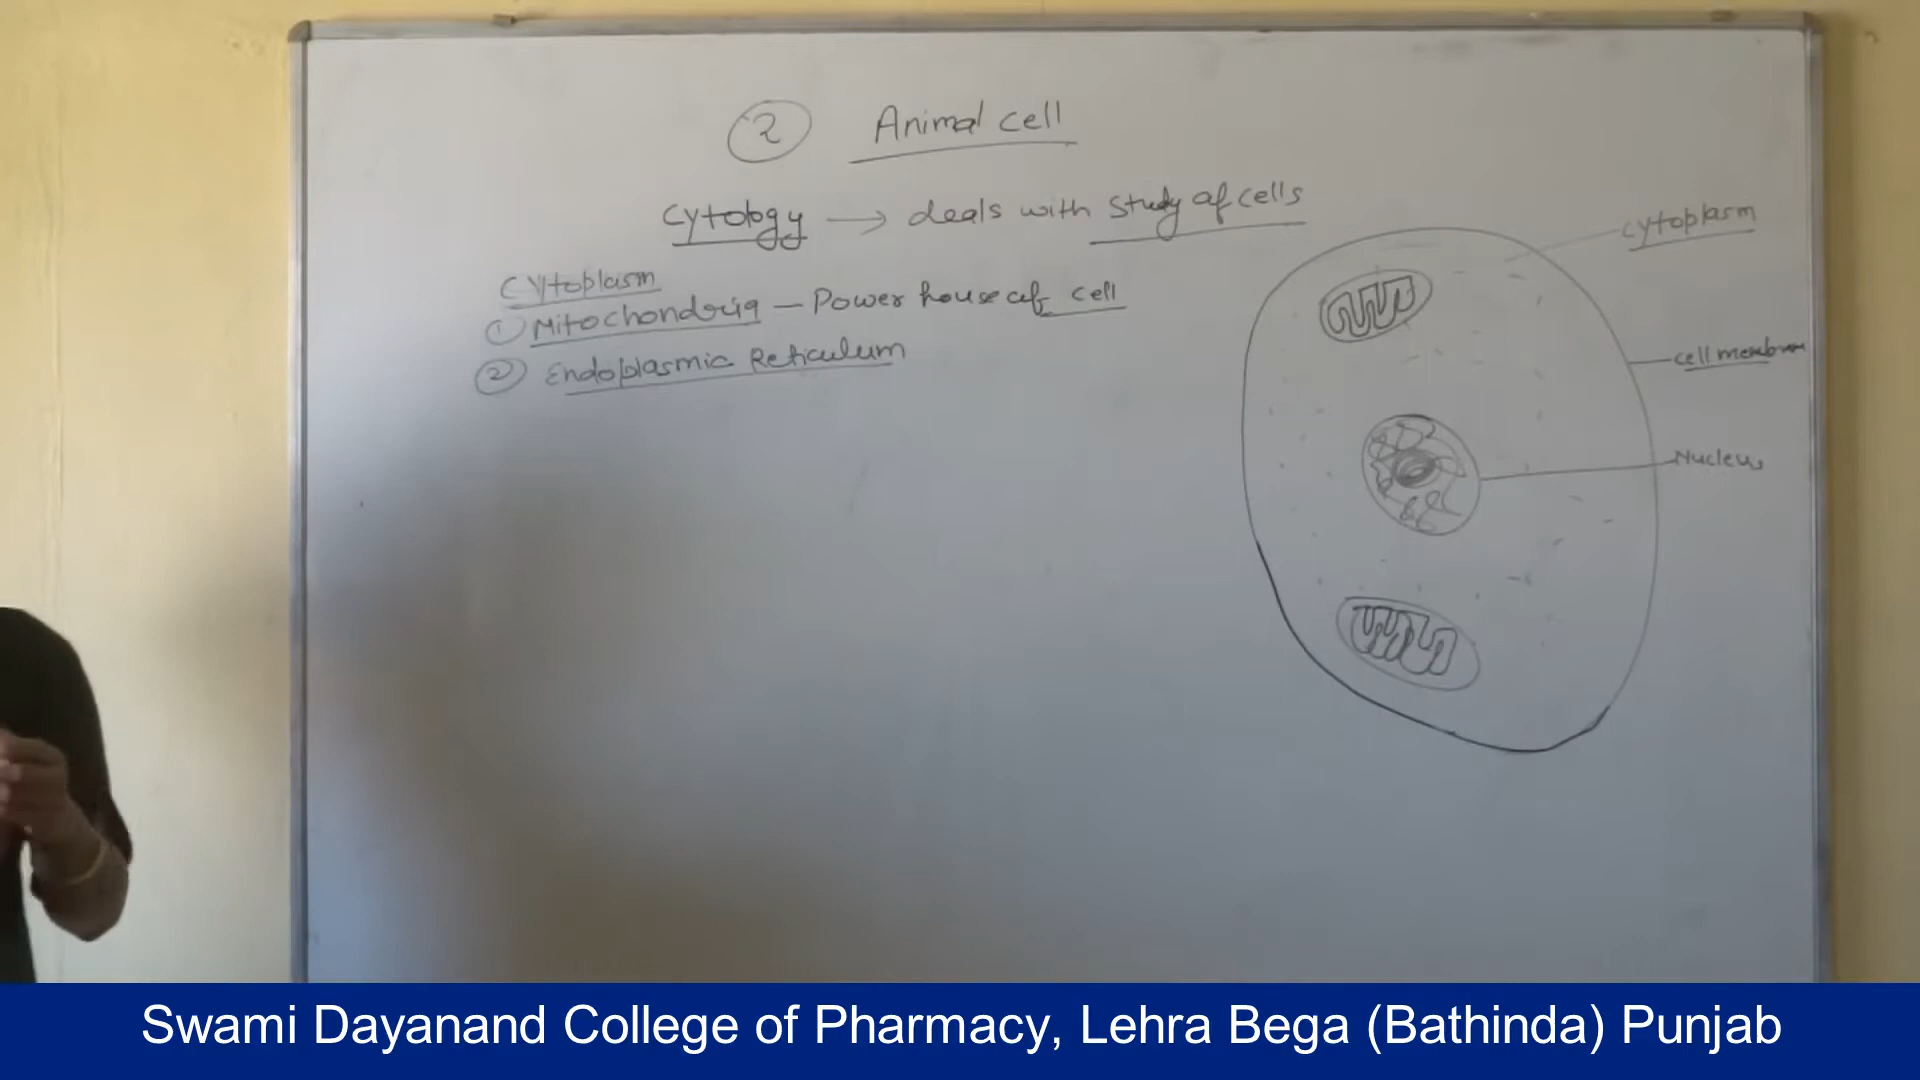 2 Animal cell
Cytology → deals with study of cells
Cytoplasm
① Mitochondria — Power house of cell
② Endoplasmic Reticulum
cytoplasm
cell membrane
Nucleus
Swami Dayanand College of Pharmacy, Lehra Bega (Bathinda) Punjab